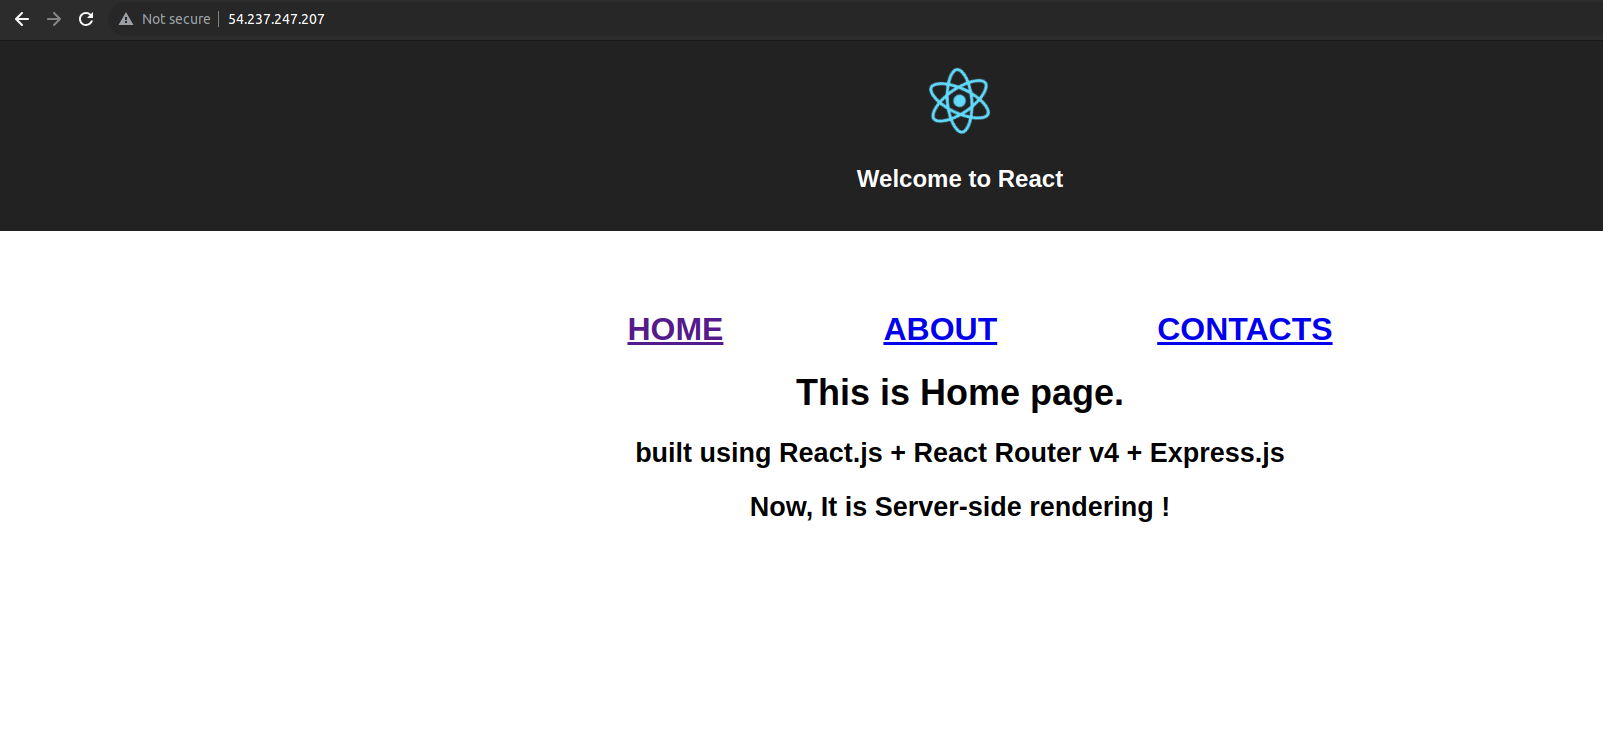 Not secure 54.237.247.207
Welcome to React
HOME ABOUT CONTACTS
This is Home page.
built using React.js + React Router v4 + Express.js
Now, It is Server-side rendering !